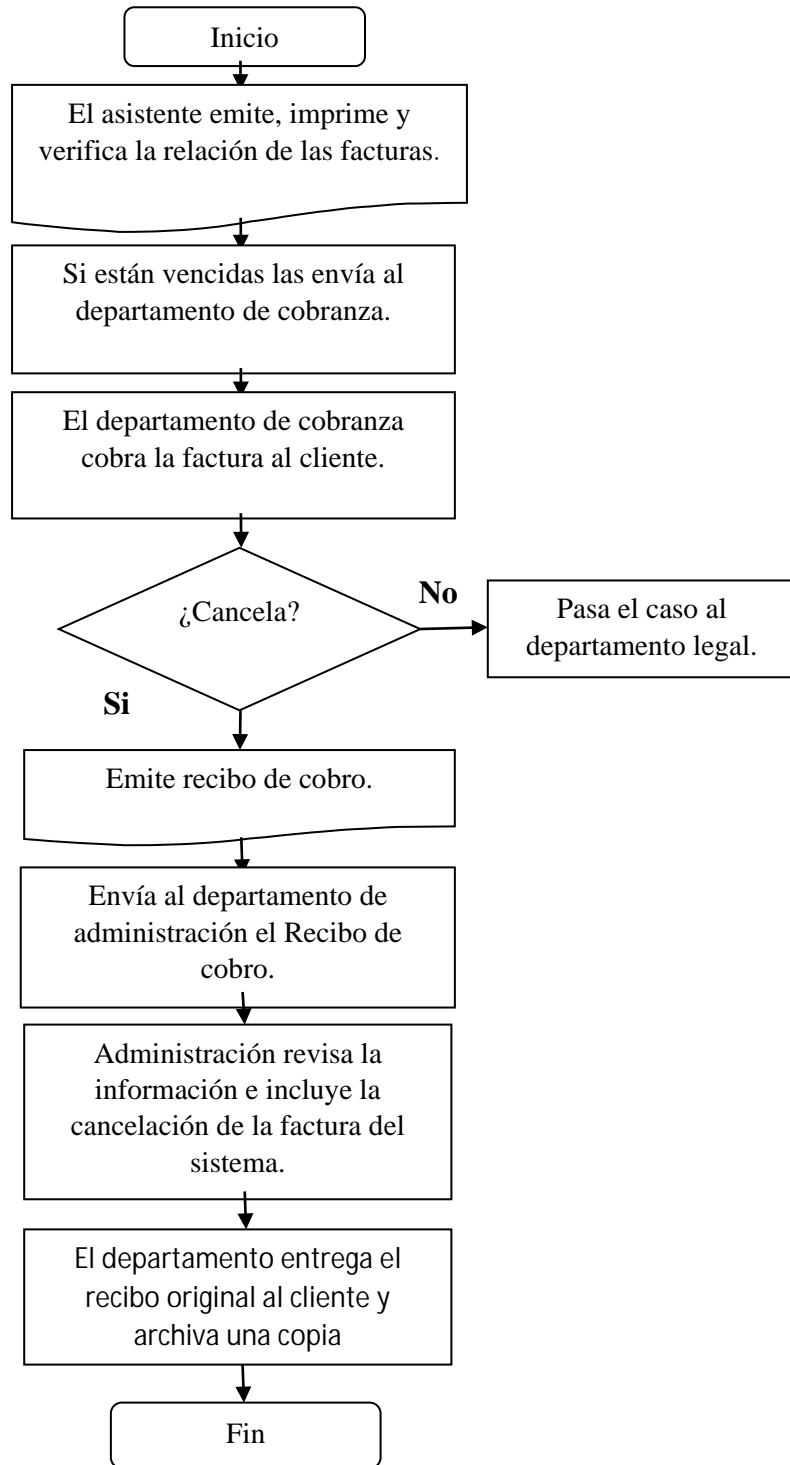 Inicio
El asistente emite, imprime y
verifica la relación de las facturas.
Si están vencidas las envía al
departamento de cobranza.
El departamento de cobranza
cobra la factura al cliente.
¿Cancela?
No
Pasa el caso al
departamento legal.
Si
Emite recibo de cobro.
Envía al departamento de
administración el Recibo de
cobro.
Administración revisa la
información e incluye la
cancelación de la factura del
sistema.
El departamento entrega el
recibo original al cliente y
archiva una copia
Fin